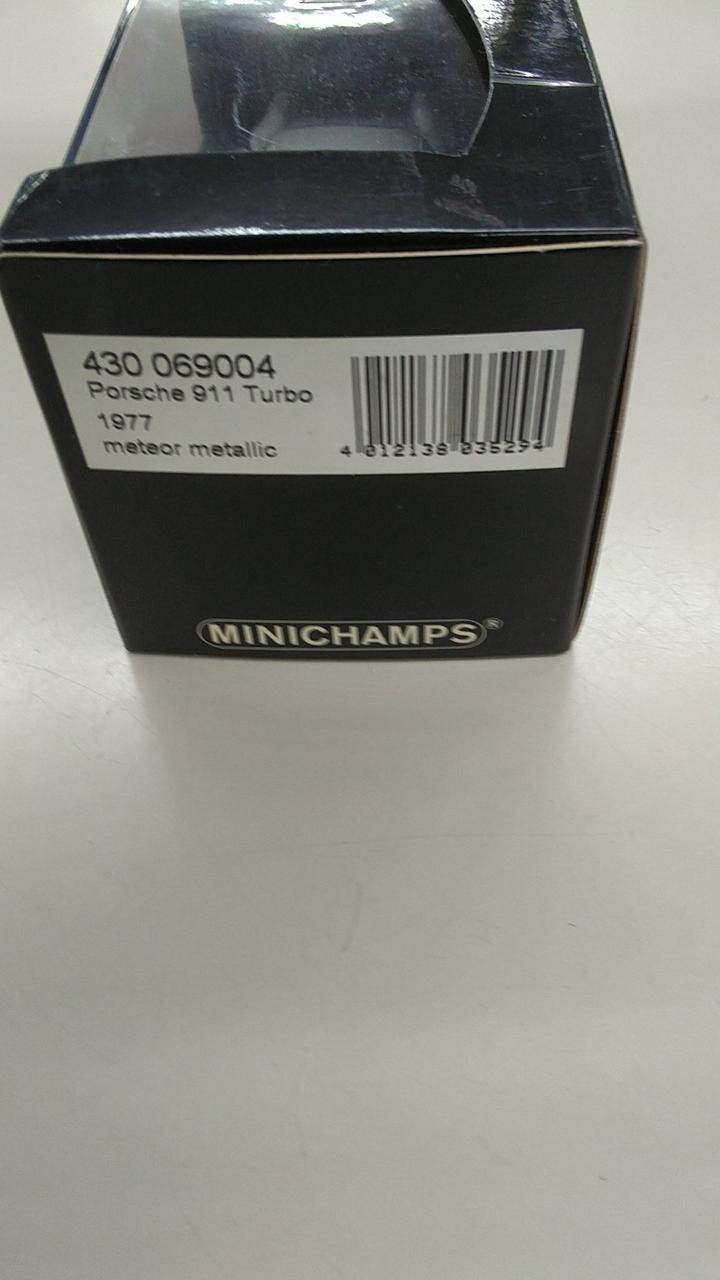 430 069004
Porsche 911 Turbo
1977
meteor metallic
4 012138 035294
MINICHAMPS®